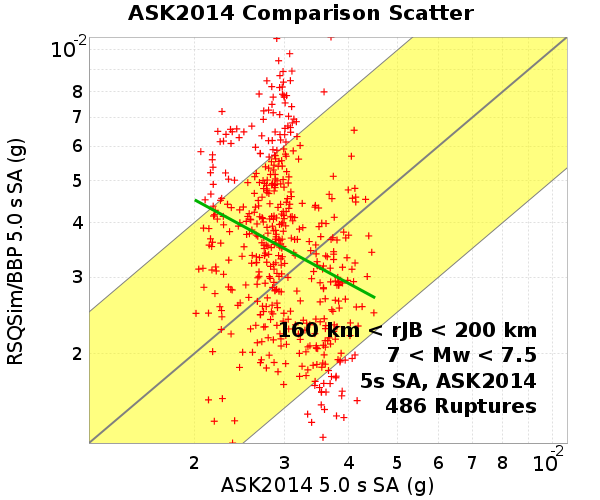 ASK2014 Comparison Scatter
10-2
8
7
6
5
4
3
2
RSQSim/BBP 5.0 s SA (g)
160 km < rJB < 200 km
7 < Mw < 7.5
5s SA, ASK2014
486 Ruptures
2 3 4 5 6 7 8 10-2
ASK2014 5.0 s SA (g)